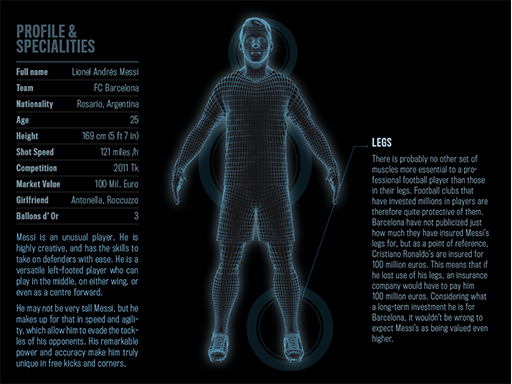 PROFILE &
SPECIALITIES
Full name Lionel Andrés Messi
Team FC Barcelona
Nationality Rosario, Argentina
Age 25
Height 169 cm (5 ft 7 in)
Shot Speed 121 miles /h
Competition 2011 Tk
Market Value 100 Mil. Euro
Girlfriend Antonella, Roccuzzo
Ballons d' Or 3
Messi is an unusual player. He is
highly creative, and has the skills to
take on defenders with ease. He is a
versatile left-footed player who can
play in the middle, on either wing, or
even as a centre forward.
He may not be very tall Messi, but he
makes up for that in speed and agili-
ty, which allow him to evade the tack-
les of his opponents. His remarkable
power and accuracy make him truly
unique in free kicks and corners.
LEGS
There is probably no other set of
muscles more essential to a pro-
fessional football player than those
in their legs. Football clubs that
have invested millions in players are
therefore quite protective of them.
Barcelona have not publicized just
how much they have insured Messi's
legs for, but as a point of reference,
Cristiano Ronaldo's are insured for
100 million euros. This means that if
he lost use of his legs, an insurance
company would have to pay him
100 million euros. Considering what
a long-term investment he is for
Barcelona, it wouldn't be wrong to
expect Messi's as being valued even
higher.